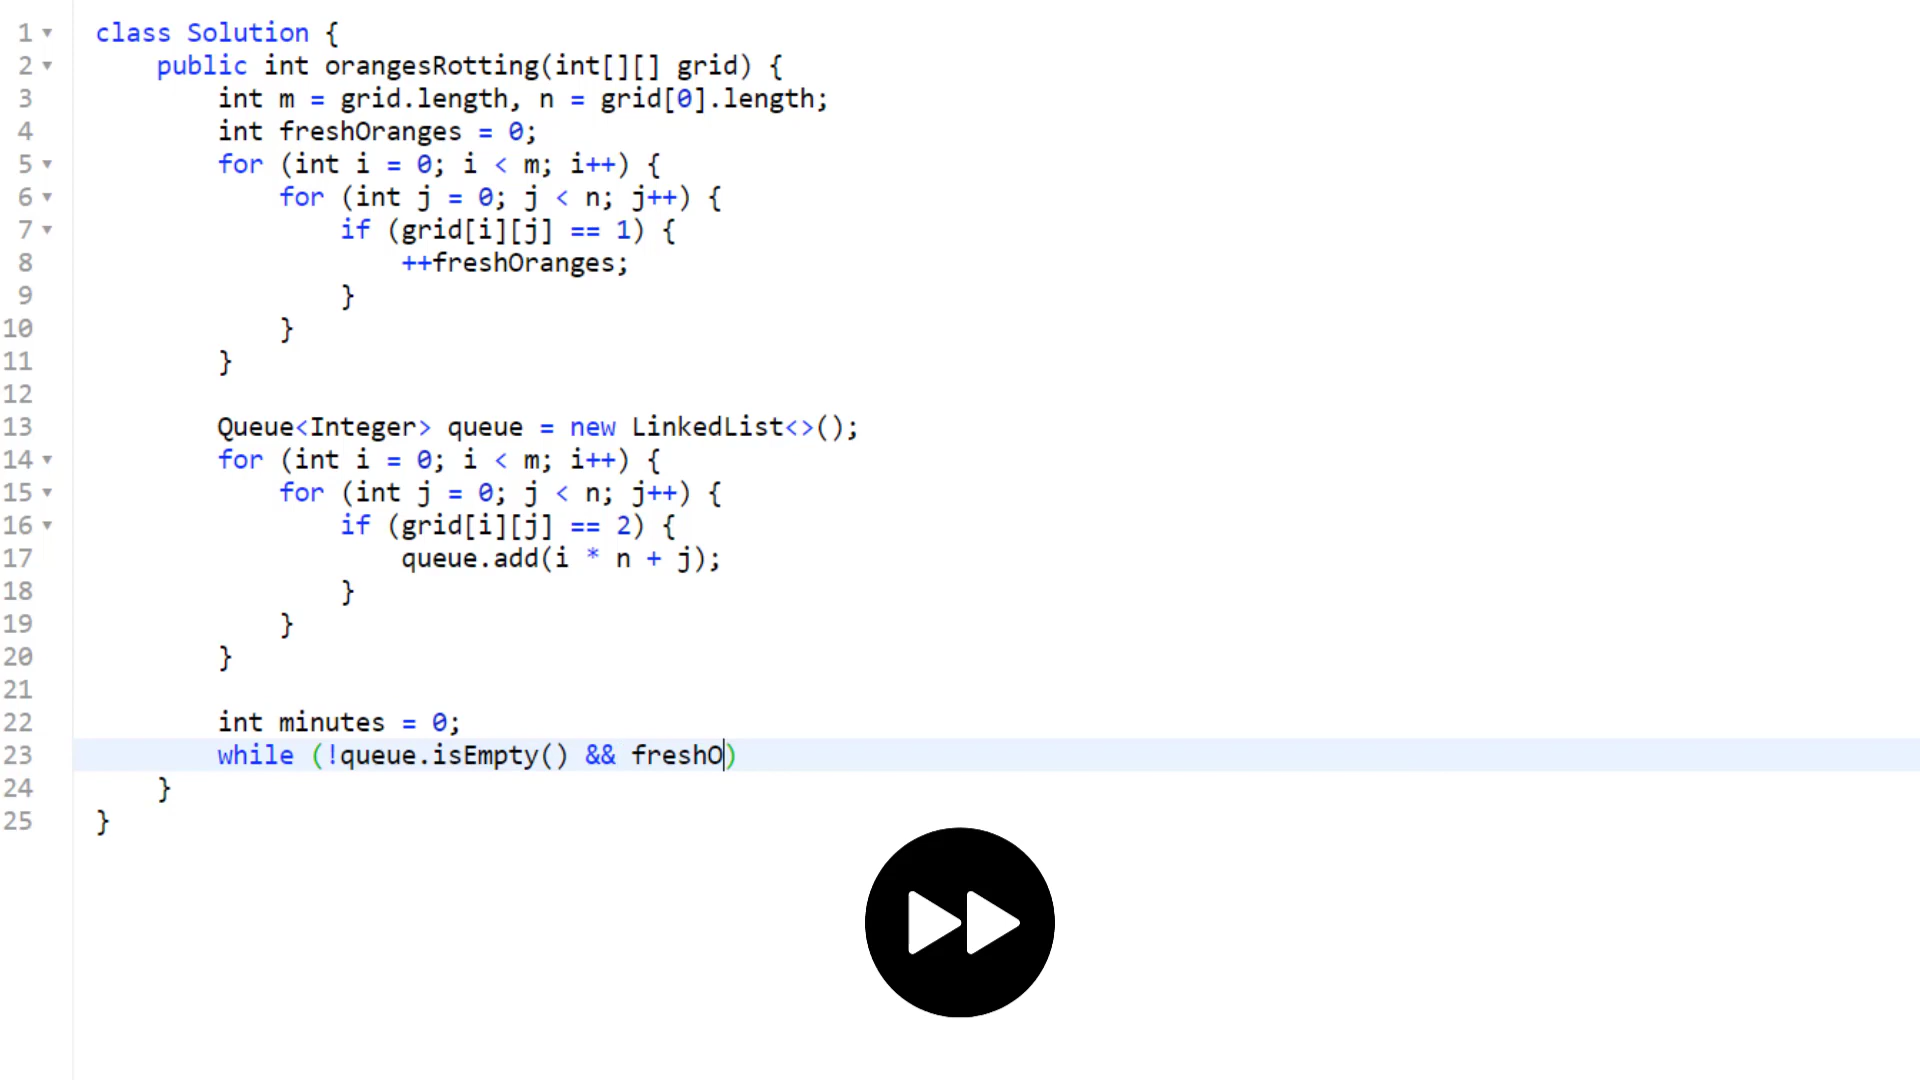 1 class Solution {
2 public int orangesRotting(int[][] grid) {
3 int m = grid.length, n = grid[0].length;
4 int freshOranges = 0;
5 for (int i = 0; i < m; i++) {
6 for (int j = 0; j < n; j++) {
7 if (grid[i][j] == 1) {
8 ++freshOranges;
9 }
10 }
11 }
12
13 Queue<Integer> queue = new LinkedList<>();
14 for (int i = 0; i < m; i++) {
15 for (int j = 0; j < n; j++) {
16 if (grid[i][j] == 2) {
17 queue.add(i * n + j);
18 }
19 }
20 }
21
22 int minutes = 0;
23 while (!queue.isEmpty() && freshO)
24 }
25 }